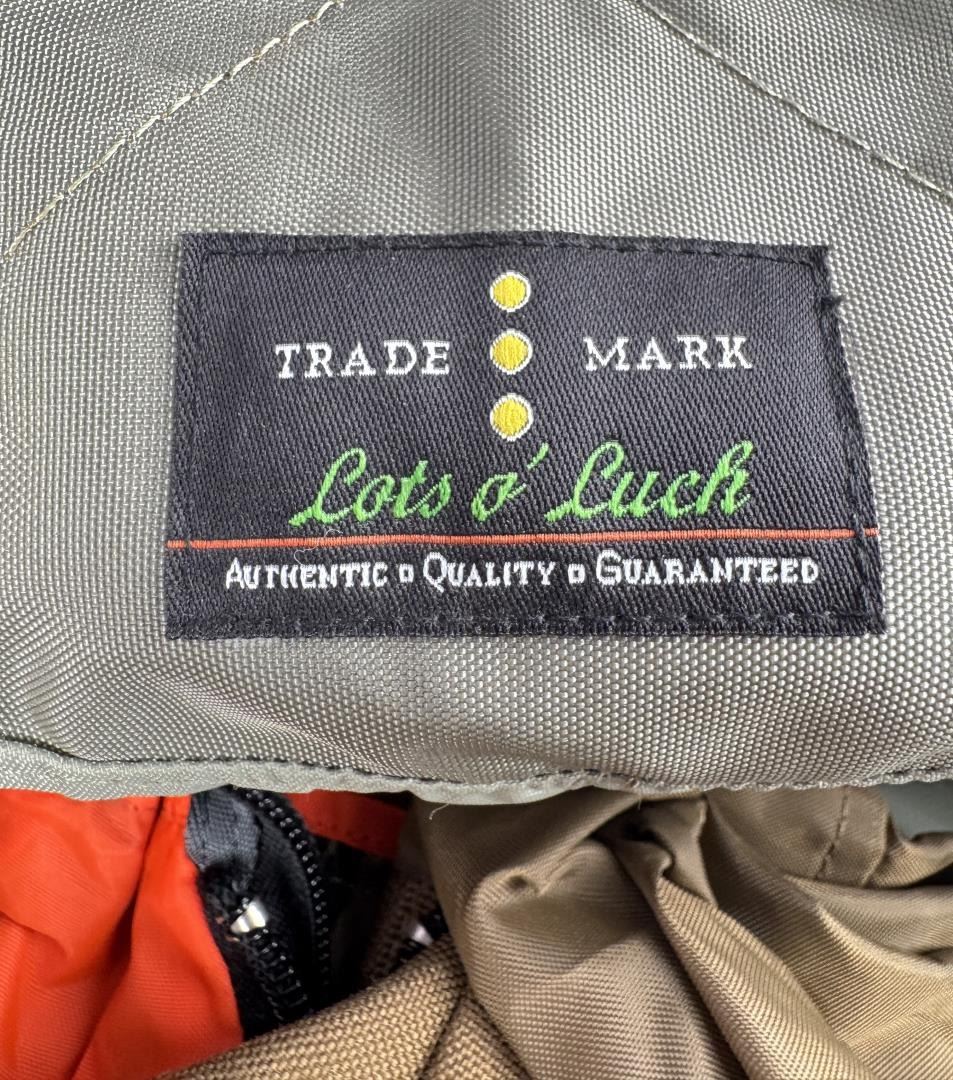 TRADE MARK
Lots o' Luck
AUTHENTIC ▫ QUALITY ▫ GUARANTEED